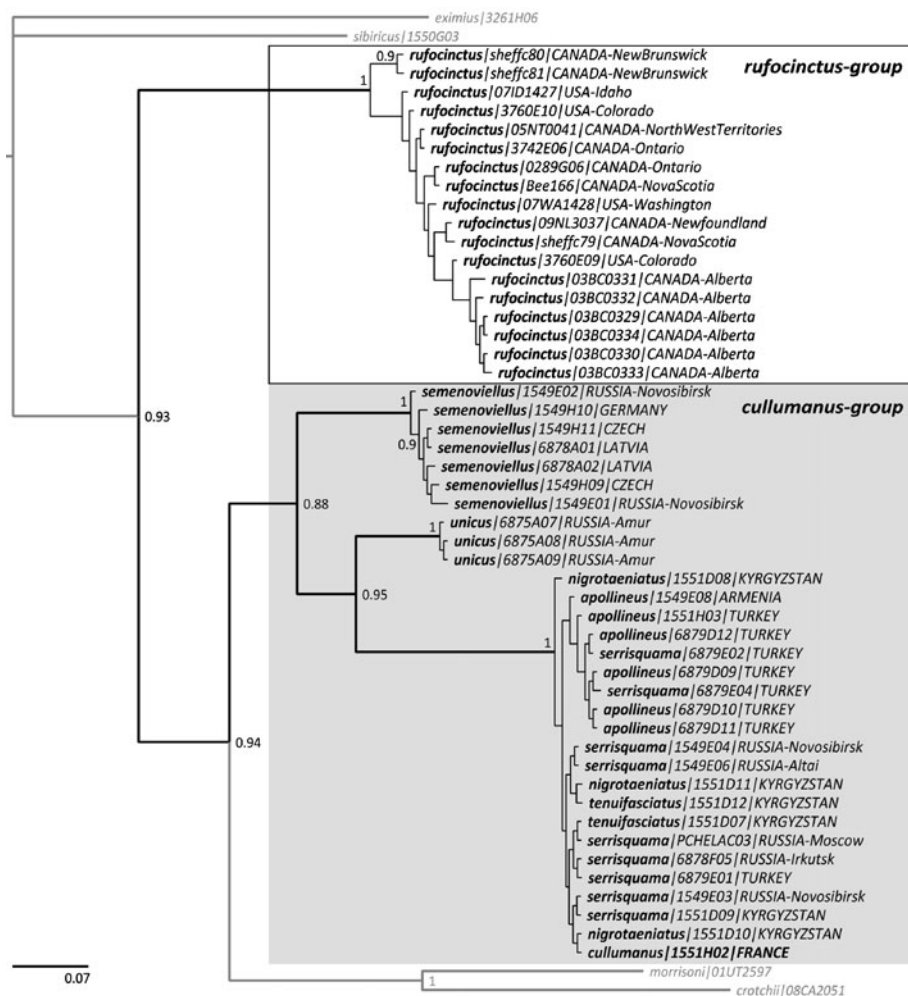 eximius|3261H06
sibiricus|1550G03
rufocinctus-group
0.9
rufocinctus|sheffc80|CANADA-NewBrunswick
rufocinctus|sheffc81|CANADA-NewBrunswick
1
rufocinctus|07ID1427|USA-Idaho
rufocinctus|3760E10|USA-Colorado
rufocinctus|05NT0041|CANADA-NorthWestTerritories
rufocinctus|3742E06|CANADA-Ontario
rufocinctus|0289G06|CANADA-Ontario
rufocinctus|Bee166|CANADA-NovaScotia
rufocinctus|07WA1428|USA-Washington
rufocinctus|09NL3037|CANADA-Newfoundland
rufocinctus|sheffc79|CANADA-NovaScotia
rufocinctus|3760E09|USA-Colorado
rufocinctus|03BC0331|CANADA-Alberta
rufocinctus|03BC0332|CANADA-Alberta
rufocinctus|03BC0329|CANADA-Alberta
rufocinctus|03BC0334|CANADA-Alberta
rufocinctus|03BC0330|CANADA-Alberta
rufocinctus|03BC0333|CANADA-Alberta
0.93
cullumanus-group
1
semenoviellus|1549E02|RUSSIA-Novosibirsk
semenoviellus|1549H10|GERMANY
semenoviellus|1549H11|CZECH
0.9
semenoviellus|6878A01|LATVIA
semenoviellus|6878A02|LATVIA
semenoviellus|1549H09|CZECH
semenoviellus|1549E01|RUSSIA-Novosibirsk
0.88
1
unicus|6875A07|RUSSIA-Amur
unicus|6875A08|RUSSIA-Amur
unicus|6875A09|RUSSIA-Amur
0.95
nigrotaeniatus|1551D08|KYRGYZSTAN
apollineus|1549E08|ARMENIA
apollineus|1551H03|TURKEY
apollineus|6879D12|TURKEY
1
serrisquama|6879E02|TURKEY
apollineus|6879D09|TURKEY
serrisquama|6879E04|TURKEY
apollineus|6879D10|TURKEY
apollineus|6879D11|TURKEY
0.94
serrisquama|1549E04|RUSSIA-Novosibirsk
serrisquama|1549E06|RUSSIA-Altai
nigrotaeniatus|1551D11|KYRGYZSTAN
tenuifasciatus|1551D12|KYRGYZSTAN
tenuifasciatus|1551D07|KYRGYZSTAN
serrisquama|PCHELAC03|RUSSIA-Moscow
serrisquama|6878F05|RUSSIA-Irkutsk
serrisquama|6879E01|TURKEY
serrisquama|1549E03|RUSSIA-Novosibirsk
serrisquama|1551D09|KYRGYZSTAN
nigrotaeniatus|1551D10|KYRGYZSTAN
cullumanus|1551H02|FRANCE
0.07
morrisoni|01UT2597
1
crotchii|08CA2051